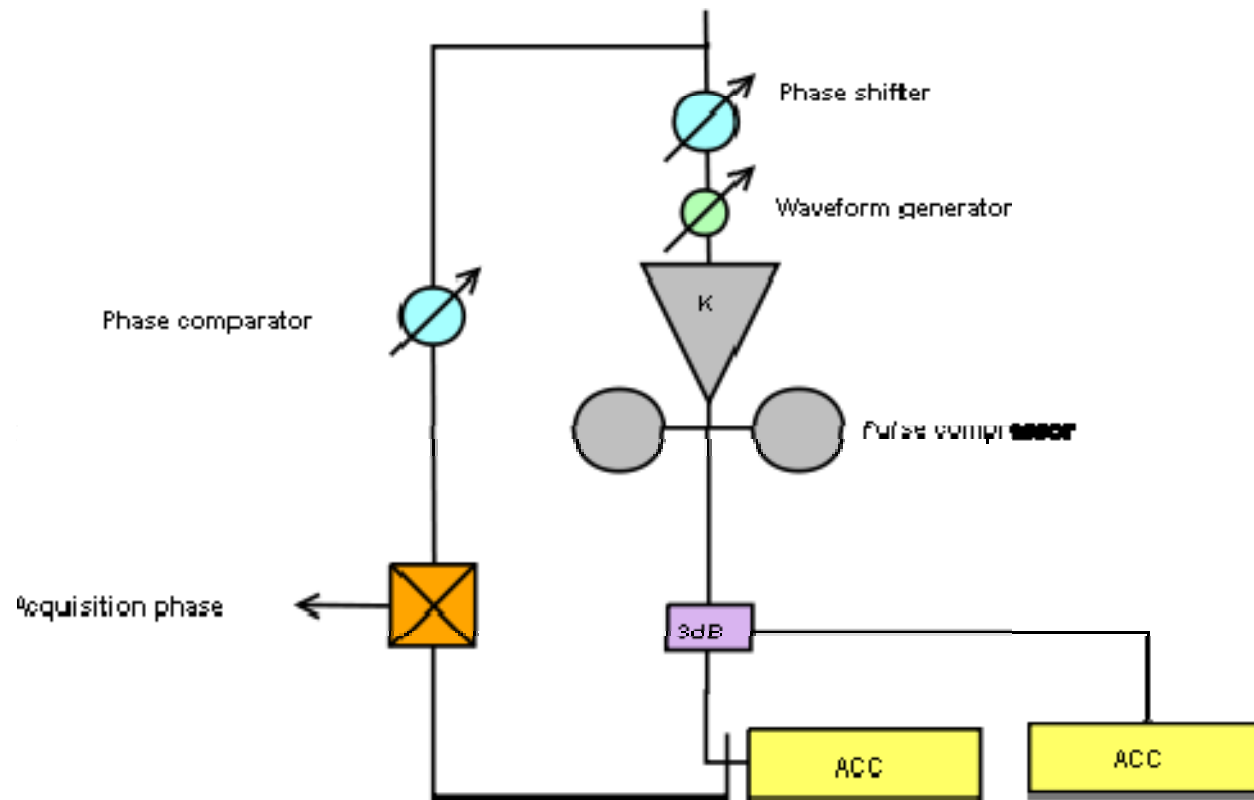 Phase shifter
Waveform generator
K
Phase comparator
Pulse compressor
Acquisition phase
3dB
ACC
ACC